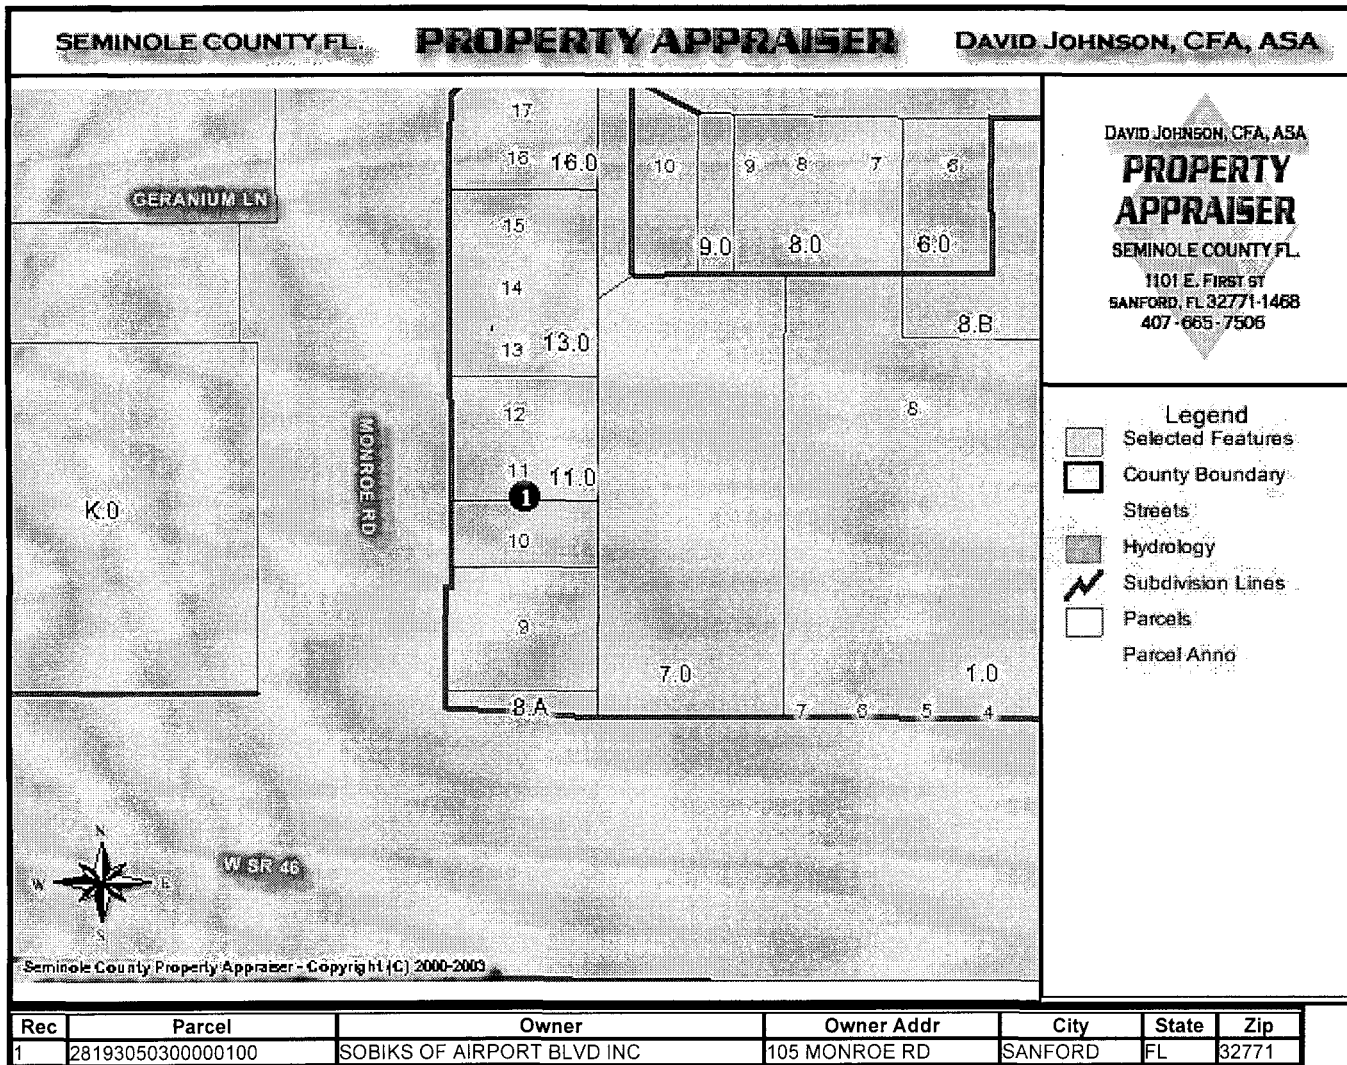 SEMINOLE COUNTY FL. PROPERTY APPRAISER DAVID JOHNSON, CFA, ASA
DAVID JOHNSON, CFA, ASA
PROPERTY
APPRAISER
SEMINOLE COUNTY FL.
1101 E. FIRST ST
SANFORD, FL 32771-1468
407-665-7506
Legend
Selected Features
County Boundary
Streets
Hydrology
Subdivision Lines
Parcels
Parcel Anno
17
16 16.0
10 9 8 7 6
GERANIUM LN
15
9.0 8.0 6.0
14
8.B
13 13.0
12
8
MONROE RD
11 11.0
1
K.0
10
9
7.0 1.0
8.A
7 6 5 4
N
W E
S
W SR 46
Seminole County Property Appraiser - Copyright (C) 2000-2003
Rec Parcel Owner Owner Addr City State Zip
1 28193050300000100 SOBIKS OF AIRPORT BLVD INC 105 MONROE RD SANFORD FL 32771